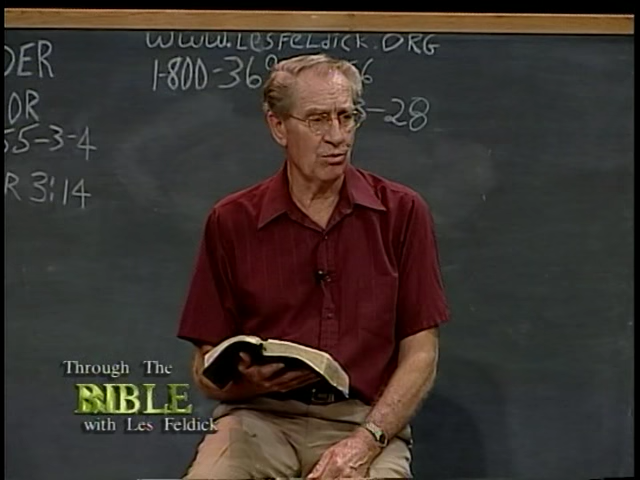 WWW.LESFELDICK.ORG
1-800-369 6
DER
OR
55-3-4
-28
R 3:14
Through The
BIBLE
with Les Feldick